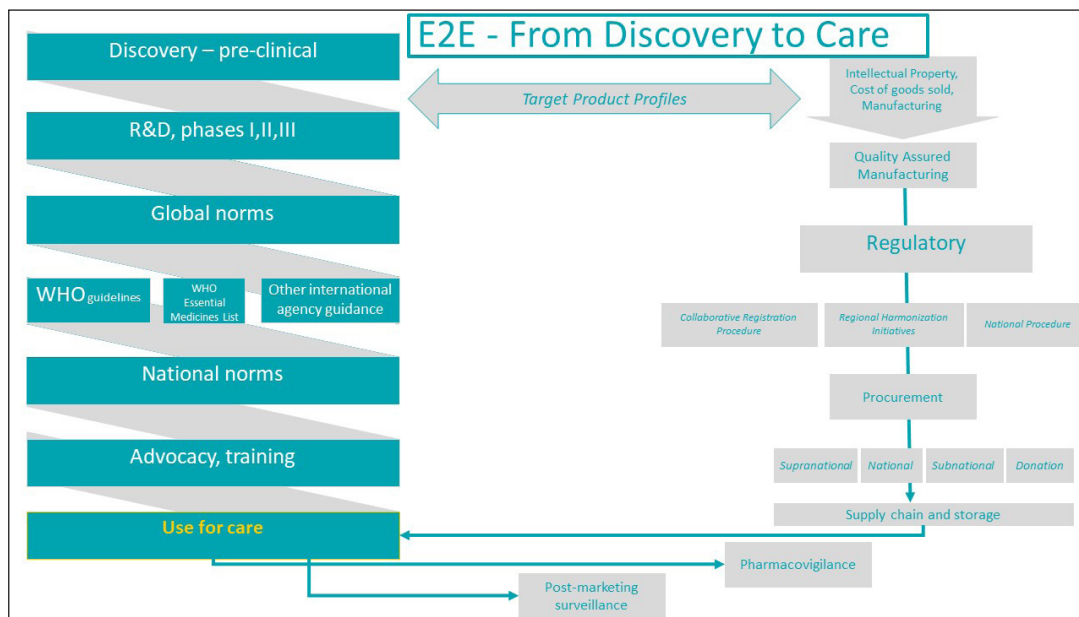 E2E - From Discovery to Care
Discovery – pre-clinical
R&D, phases I,II,III
Global norms
WHO guidelines
WHO
Essential
Medicines List
Other international
agency guidance
National norms
Advocacy, training
Use for care
Target Product Profiles
Intellectual Property,
Cost of goods sold,
Manufacturing
Quality Assured
Manufacturing
Regulatory
Collaborative Registration
Procedure
Regional Harmonization
Initiatives
National Procedure
Procurement
Supranational
National
Subnational
Donation
Supply chain and storage
Pharmacovigilance
Post-marketing
surveillance